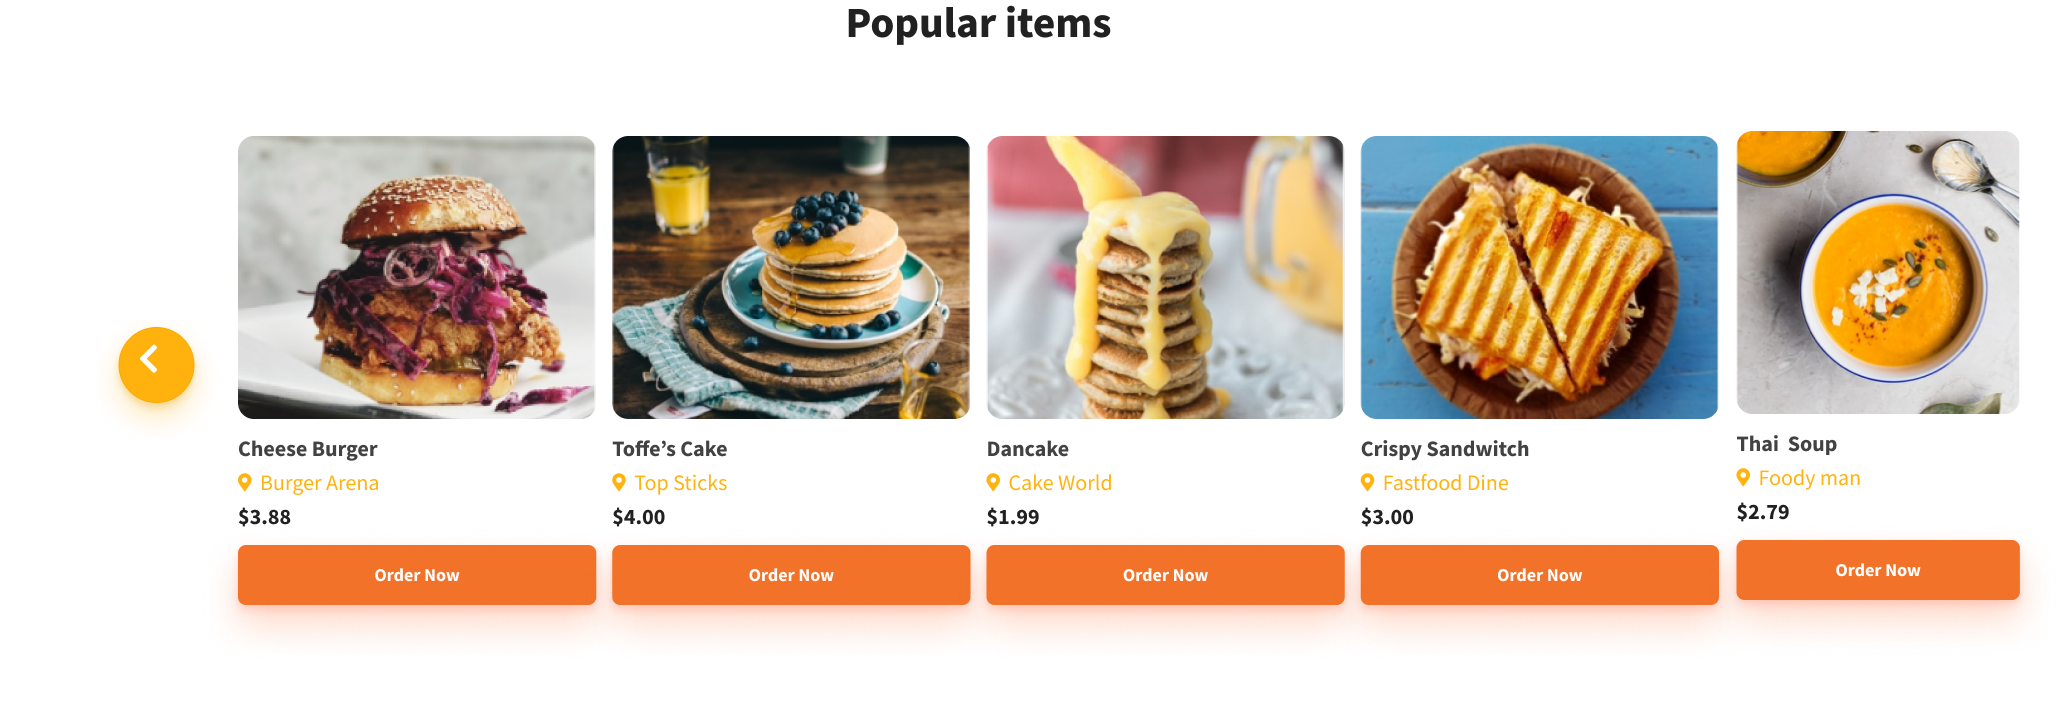 Popular items
Cheese Burger
Burger Arena
$3.88
Order Now
Toffe’s Cake
Top Sticks
$4.00
Order Now
Dancake
Cake World
$1.99
Order Now
Crispy Sandwitch
Fastfood Dine
$3.00
Order Now
Thai  Soup
Foody man
$2.79
Order Now